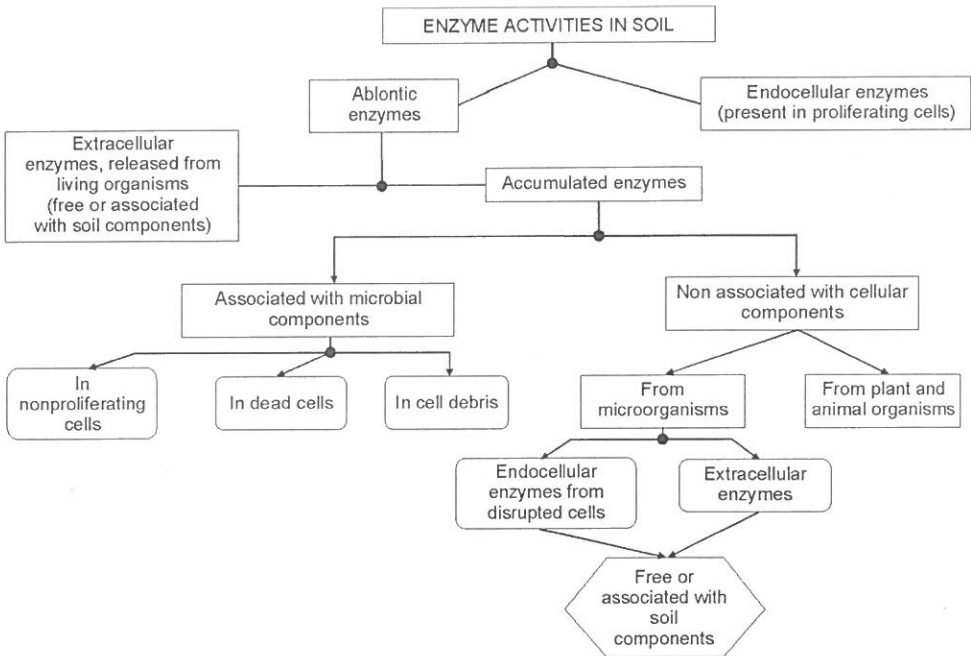 ENZYME ACTIVITIES IN SOIL
Ablontic
enzymes
Endocellular enzymes
(present in proliferating cells)
Extracellular
enzymes, released from
living organisms
(free or associated
with soil components)
Accumulated enzymes
Associated with microbial
components
Non associated with cellular
components
In
nonproliferating
cells
In dead cells
In cell debris
From
microorganisms
From plant and
animal organisms
Endocellular
enzymes from
disrupted cells
Extracellular
enzymes
Free or
associated with
soil
components